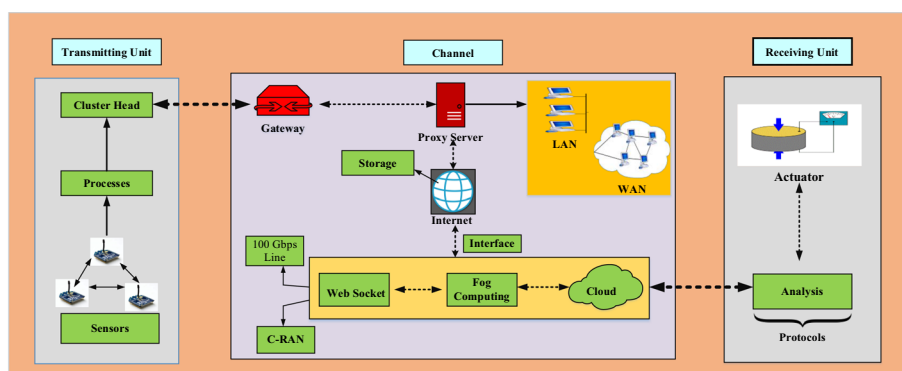 Transmitting Unit
Channel
Receiving Unit
Cluster Head
Gateway
Proxy Server
LAN
WAN
Storage
Processes
Internet
Interface
Actuator
100 Gbps
Line
Web Socket
Fog
Computing
Cloud
Analysis
Sensors
C-RAN
Protocols